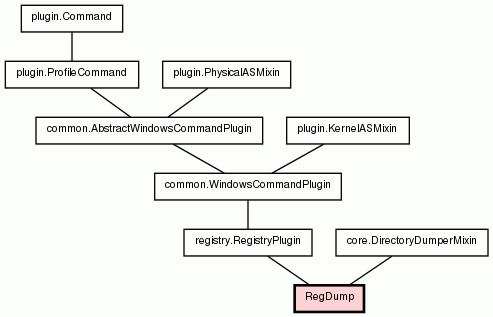 plugin.Command
plugin.ProfileCommand
plugin.PhysicalASMixin
common.AbstractWindowsCommandPlugin
plugin.KernelASMixin
common.WindowsCommandPlugin
registry.RegistryPlugin
core.DirectoryDumperMixin
RegDump